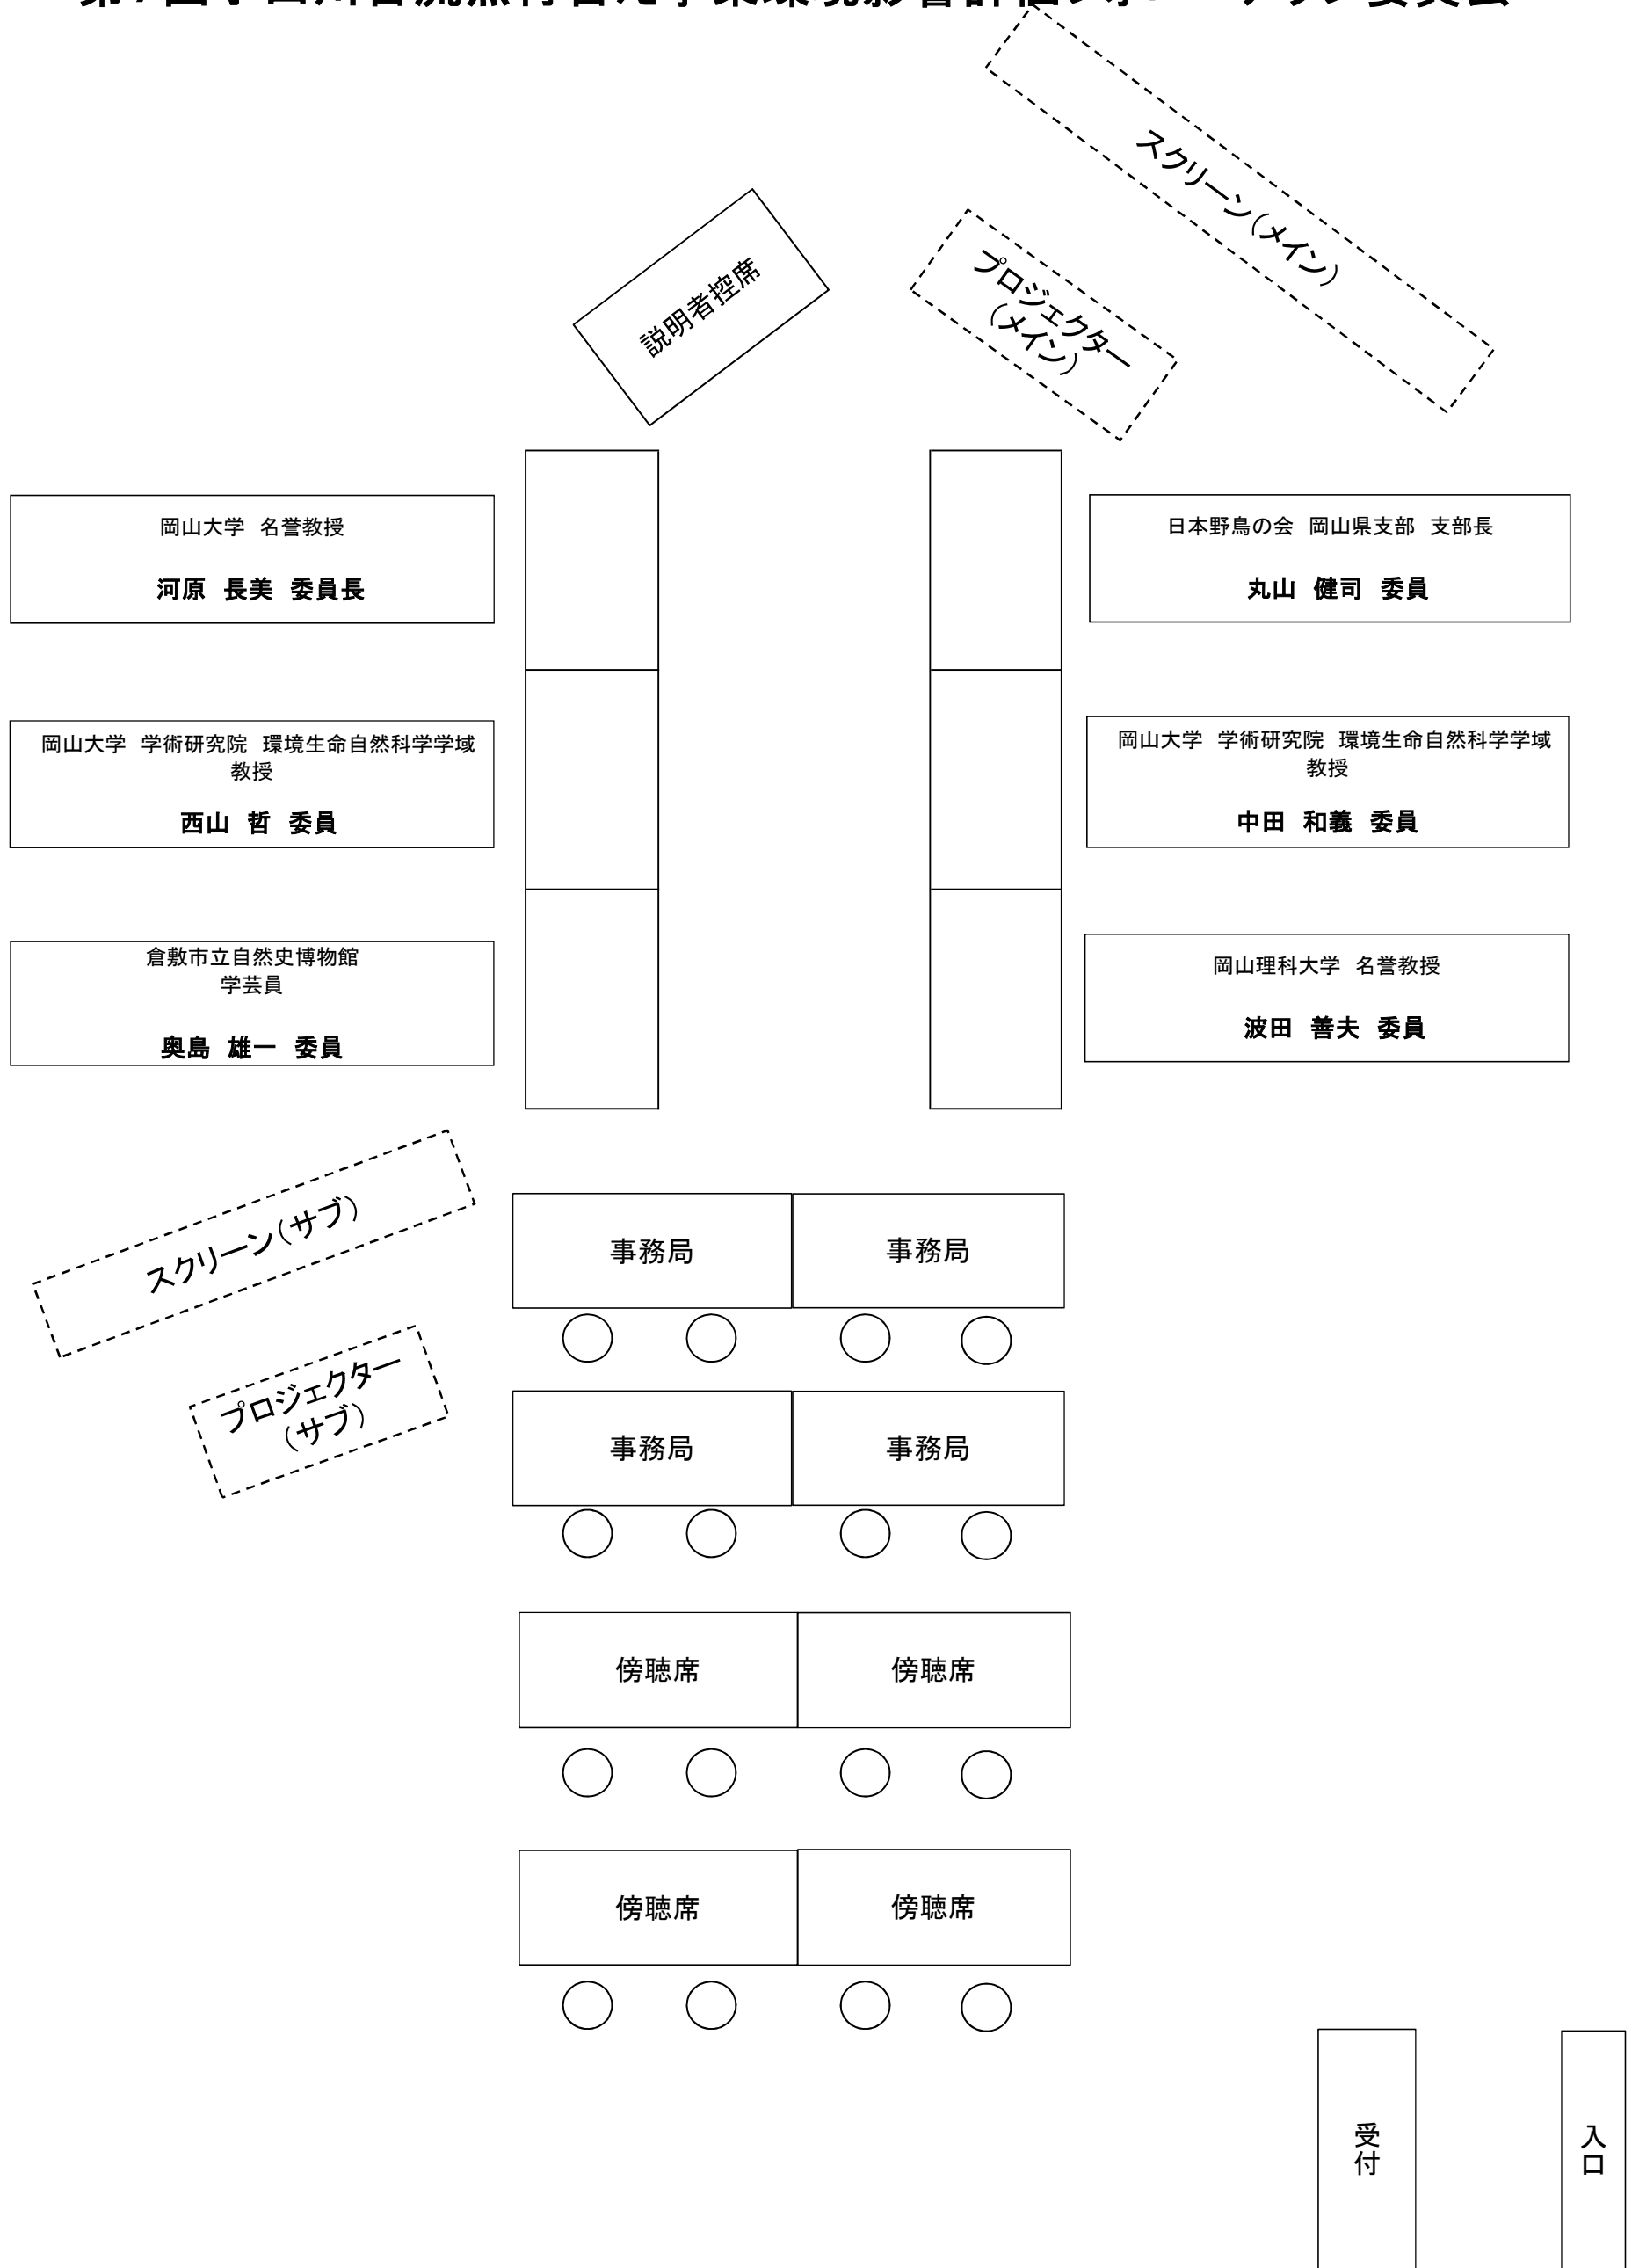 スクリーン（メイン）
プロジェクター
（メイン）
説明者控席
岡山大学　名誉教授
河原　長美　委員長
日本野鳥の会　岡山県支部　支部長
丸山　健司　委員
岡山大学　学術研究院　環境生命自然科学学域
教授
西山　哲　委員
岡山大学　学術研究院　環境生命自然科学学域
教授
中田　和義　委員
倉敷市立自然史博物館
学芸員
奥島　雄一　委員
岡山理科大学　名誉教授
波田　善夫　委員
スクリーン（サブ）
プロジェクター
（サブ）
事務局
事務局
事務局
事務局
傍聴席
傍聴席
傍聴席
傍聴席
受付
入口